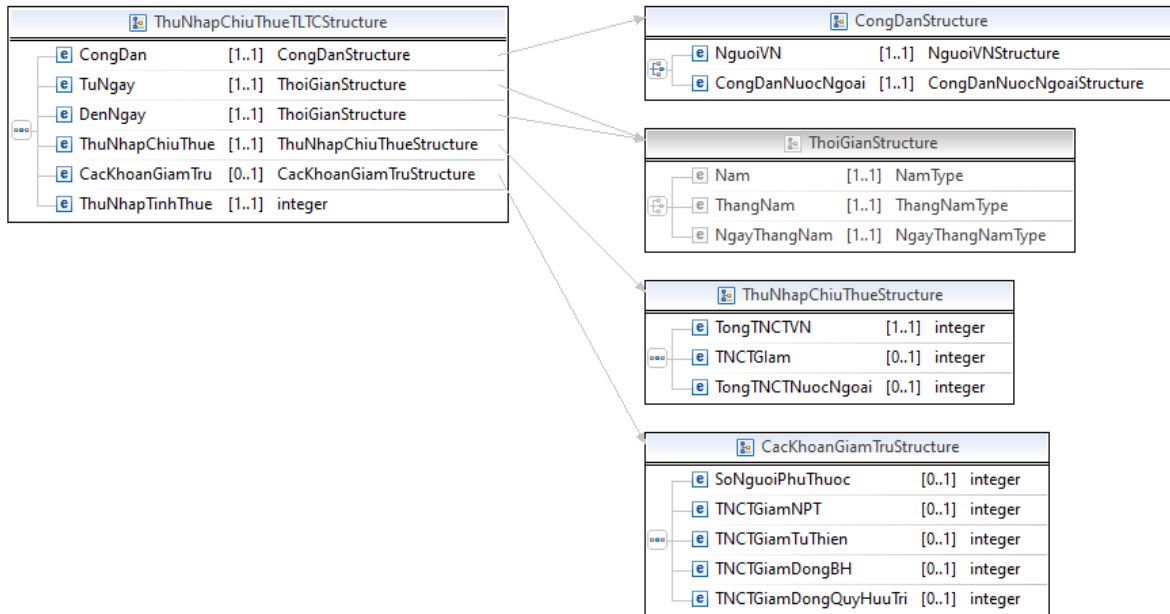 ThuNhapChiuThueTLTCStructure
e CongDan [1..1] CongDanStructure
e TuNgay [1..1] ThoiGianStructure
e DenNgay [1..1] ThoiGianStructure
e ThuNhapChiuThue [1..1] ThuNhapChiuThueStructure
e CacKhoanGiamTru [0..1] CacKhoanGiamTruStructure
e ThuNhapTinhThue [1..1] integer
CongDanStructure
e NguoiVN [1..1] NguoiVNStructure
e CongDanNuocNgoai [1..1] CongDanNuocNgoaiStructure
ThoiGianStructure
e Nam [1..1] NamType
e ThangNam [1..1] ThangNamType
e NgayThangNam [1..1] NgayThangNamType
ThuNhapChiuThueStructure
e TongTNCTVN [1..1] integer
e TNCTGIam [0..1] integer
e TongTNCTNuocNgoai [0..1] integer
CacKhoanGiamTruStructure
e SoNguoiPhuThuoc [0..1] integer
e TNCTGiamNPT [0..1] integer
e TNCTGiamTuThien [0..1] integer
e TNCTGiamDongBH [0..1] integer
e TNCTGiamDongQuyHuuTri [0..1] integer